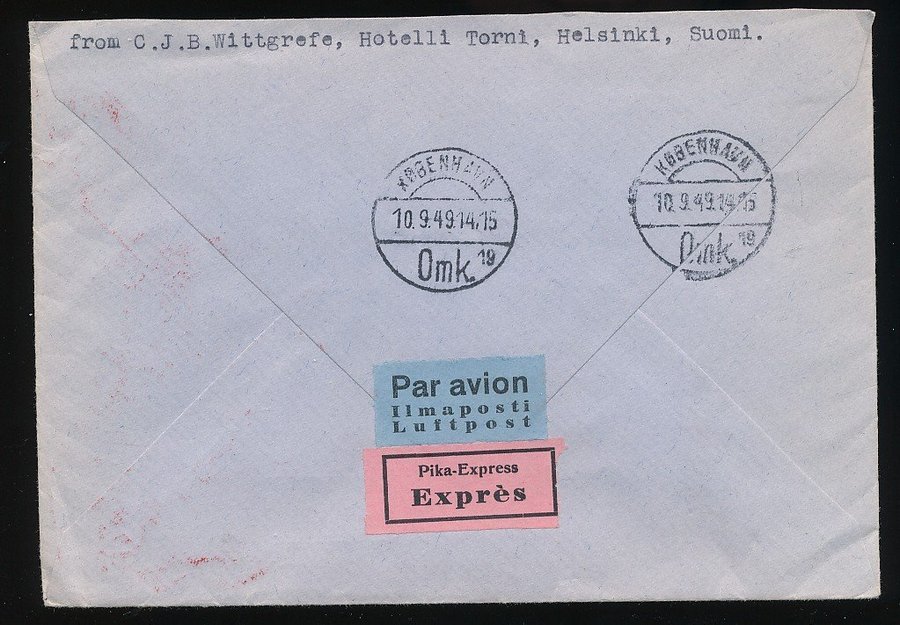 from C.J.B.Wittgrefe, Hotelli Torni, Helsinki, Suomi.
KØBENHAVN
10.9.49.14/15
Omk. 19
KØBENHAVN
10.9.49.14/15
Omk. 19
Par avion
Ilmaposti
Luftpost
Pika-Express
Exprès